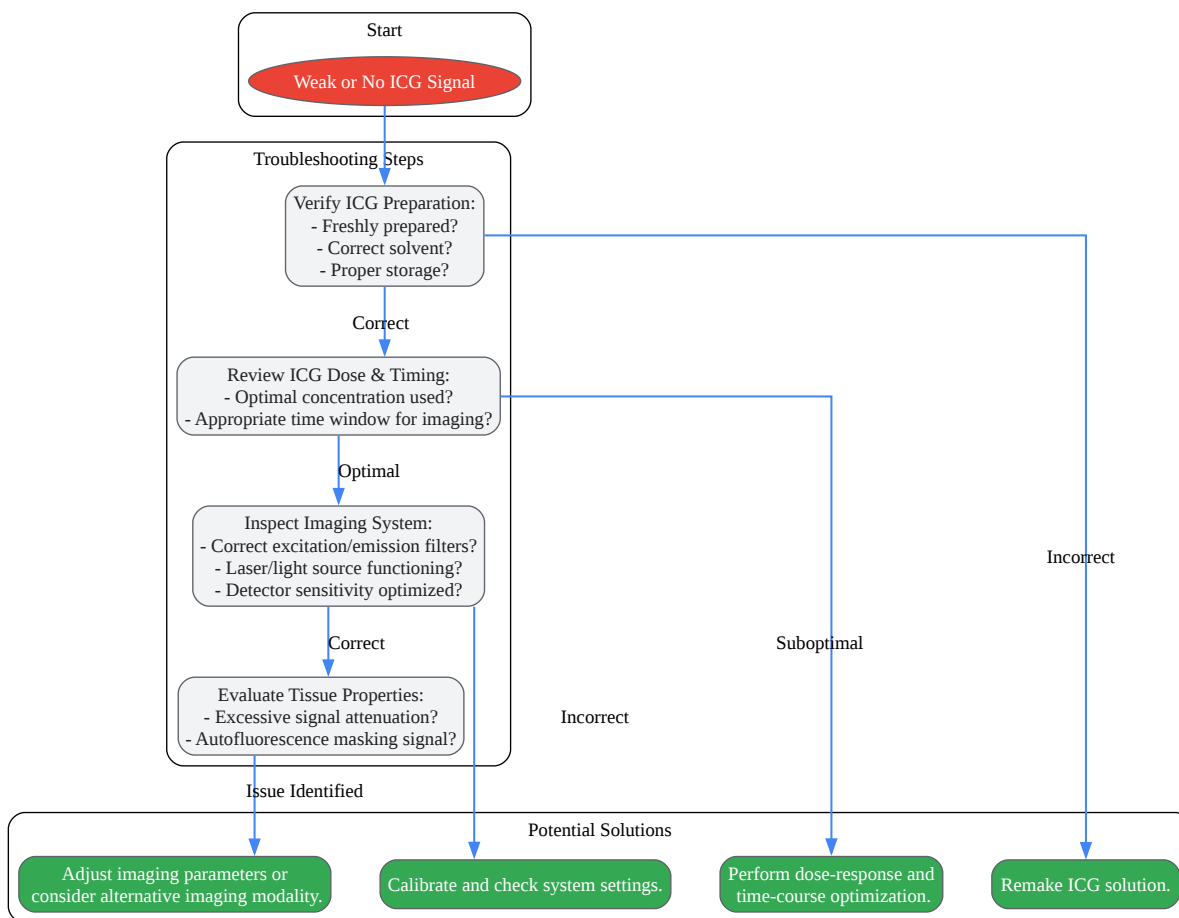 Start
Weak or No ICG Signal
Troubleshooting Steps
Verify ICG Preparation:
- Freshly prepared?
- Correct solvent?
- Proper storage?
Correct
Review ICG Dose & Timing:
- Optimal concentration used?
- Appropriate time window for imaging?
Optimal
Inspect Imaging System:
- Correct excitation/emission filters?
- Laser/light source functioning?
- Detector sensitivity optimized?
Incorrect
Correct
Suboptimal
Evaluate Tissue Properties:
- Excessive signal attenuation?
- Autofluorescence masking signal?
Incorrect
Issue Identified
Potential Solutions
Adjust imaging parameters or
consider alternative imaging modality.
Calibrate and check system settings.
Perform dose-response and
time-course optimization.
Remake ICG solution.